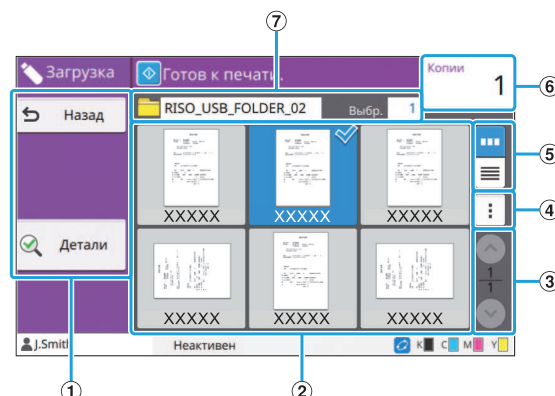 ⑦
Загрузка
Готов к печати.
Копии
1
⑥
Назад
RISO_USB_FOLDER_02
Выбр.
1
XXXXX
XXXXX
XXXXX
⑤
④
Детали
1
1
③
XXXXX
XXXXX
XXXXX
J.Smith
Неактивен
K
C
M
Y
①
②